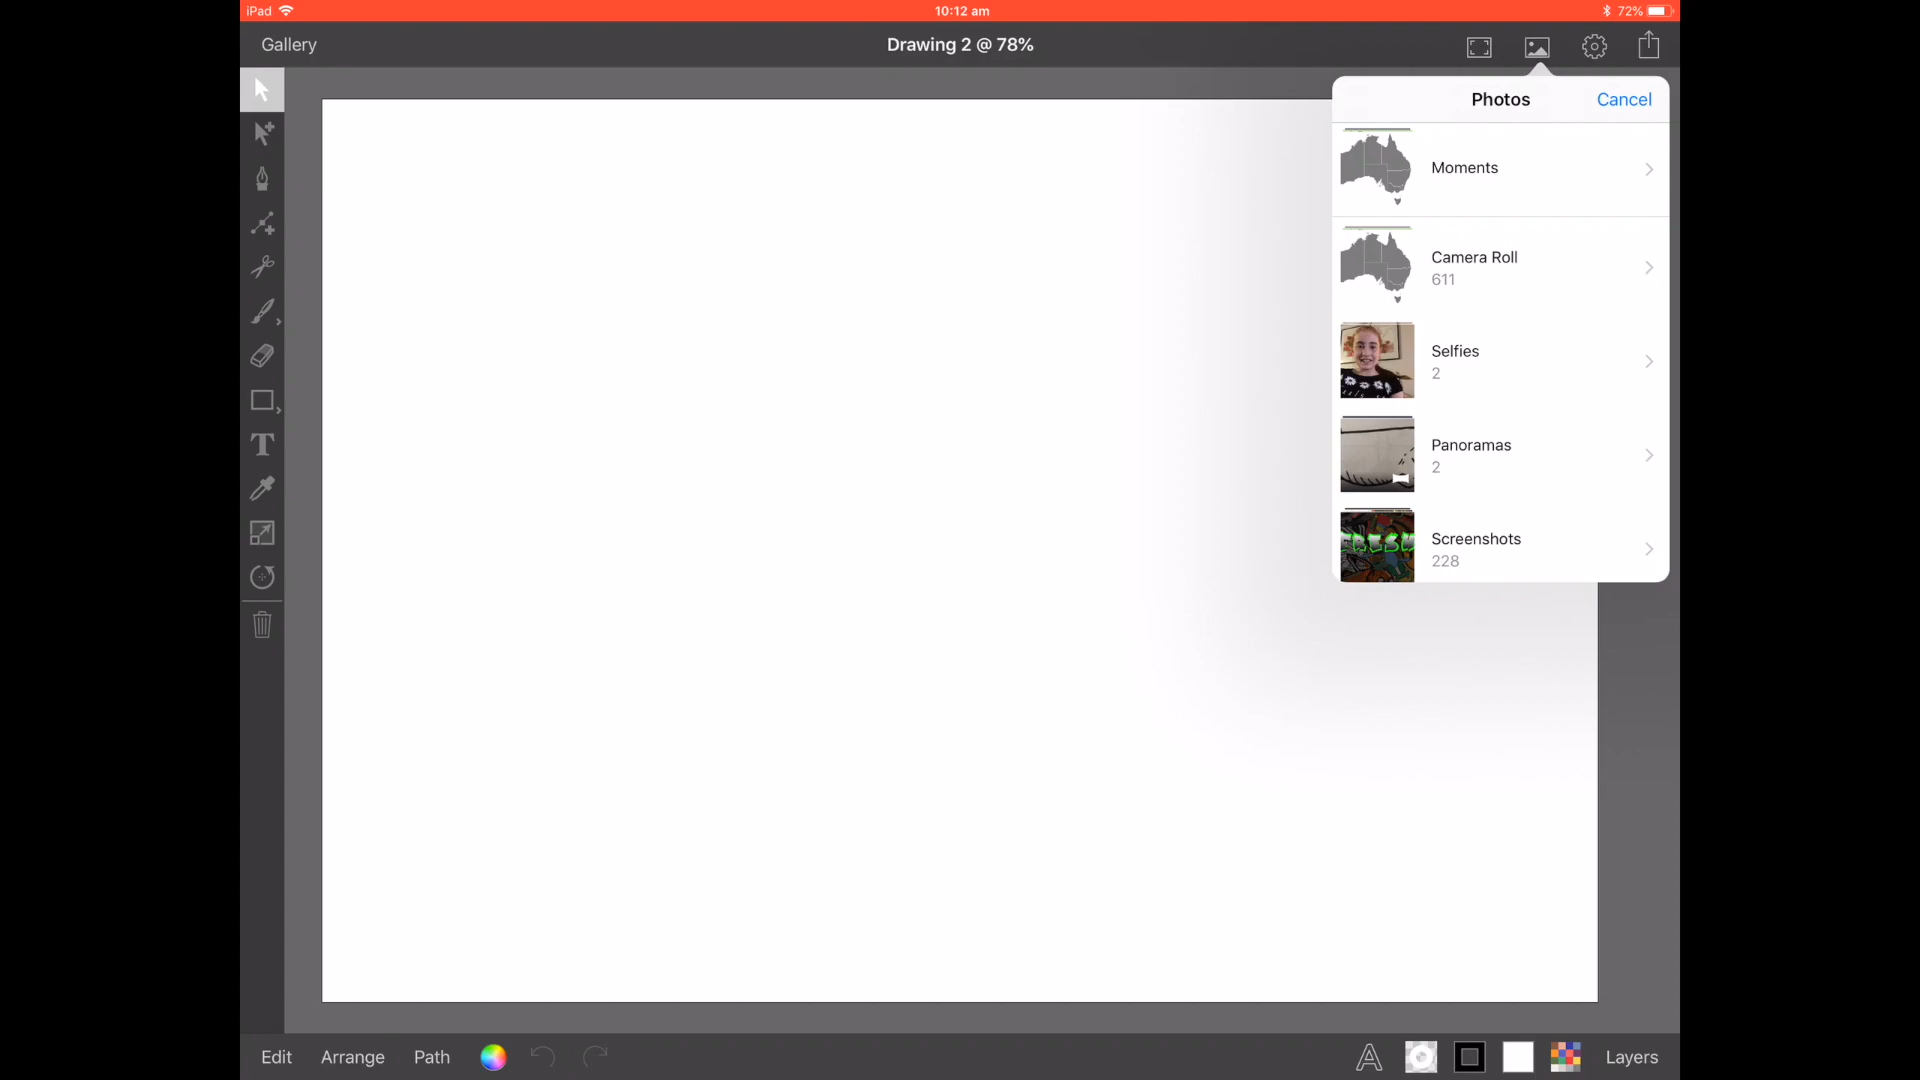 iPad
10:12 am
72%
Gallery
Drawing 2 @ 78%
Photos
Cancel
Moments
Camera Roll
611
Selfies
2
Panoramas
2
FRESH
Screenshots
228
T
Edit
Arrange
Path
A
Layers